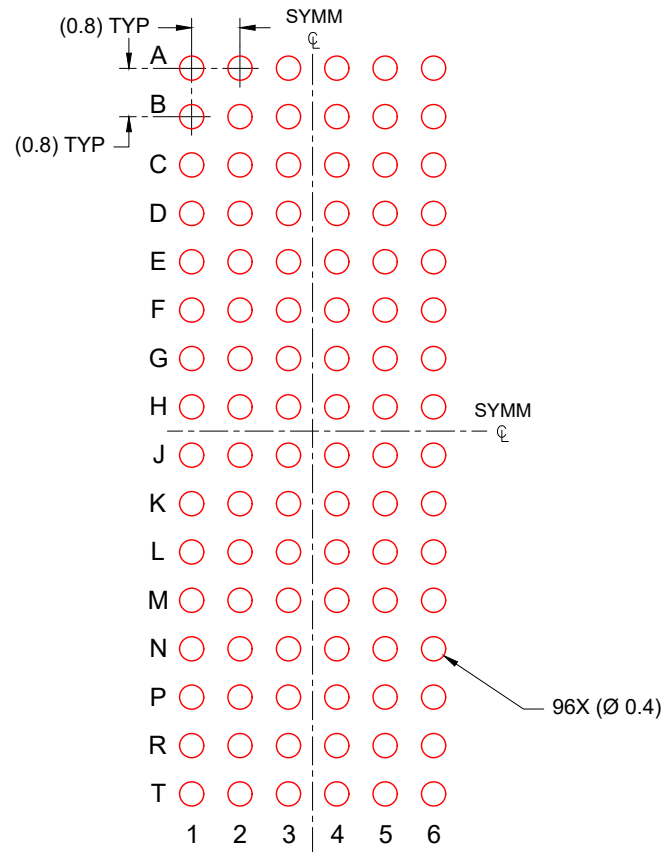 (0.8) TYP
SYMM
℄
A
B
(0.8) TYP
C
D
E
F
G
H
SYMM
℄
J
K
L
M
N
P
96X (Ø 0.4)
R
T
1 2 3 4 5 6